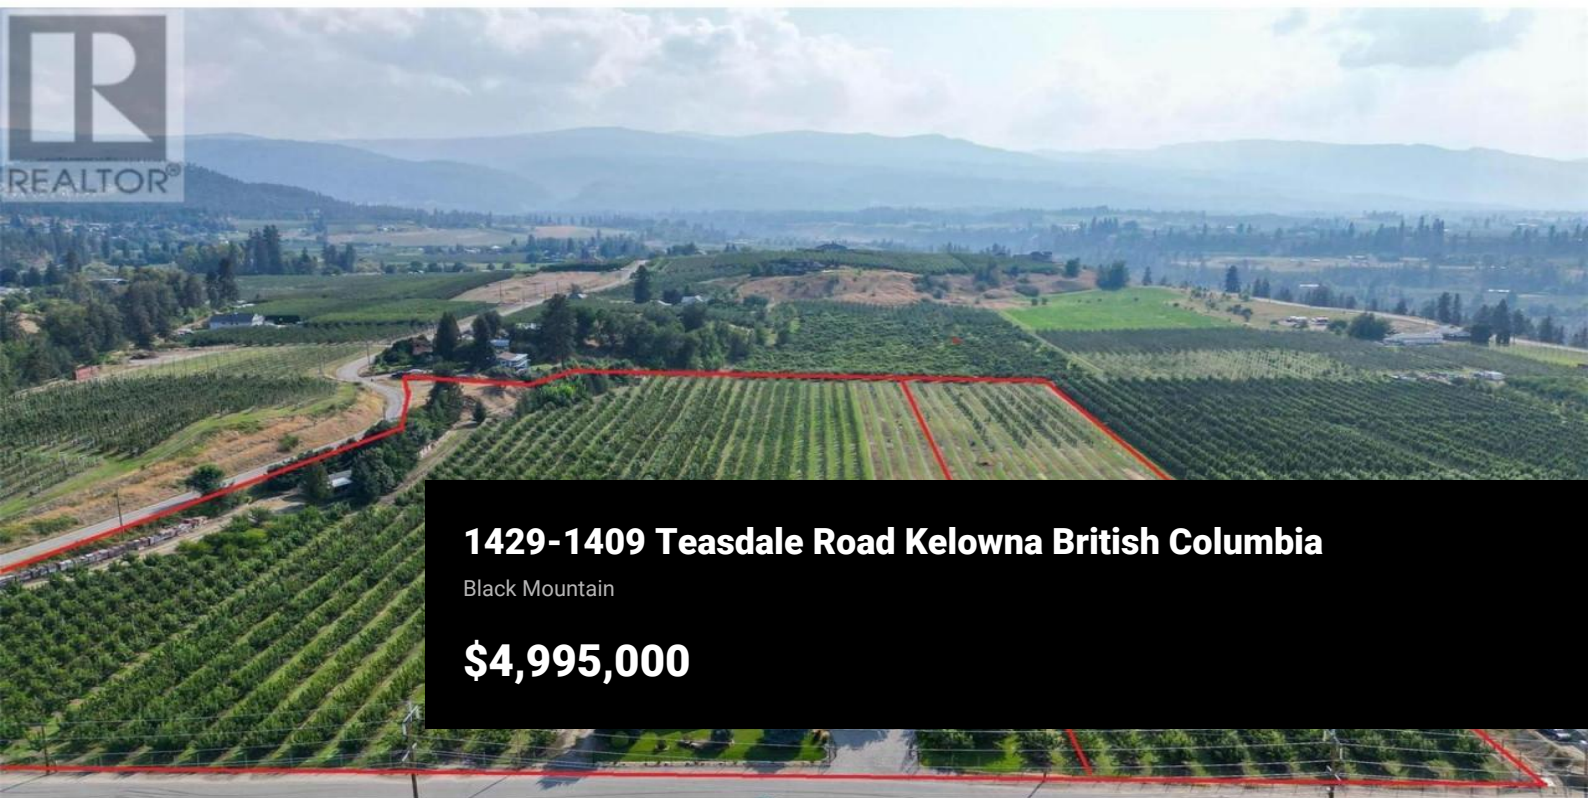 R
REALTOR®
1429-1409 Teasdale Road Kelowna British Columbia
Black Mountain
$4,995,000